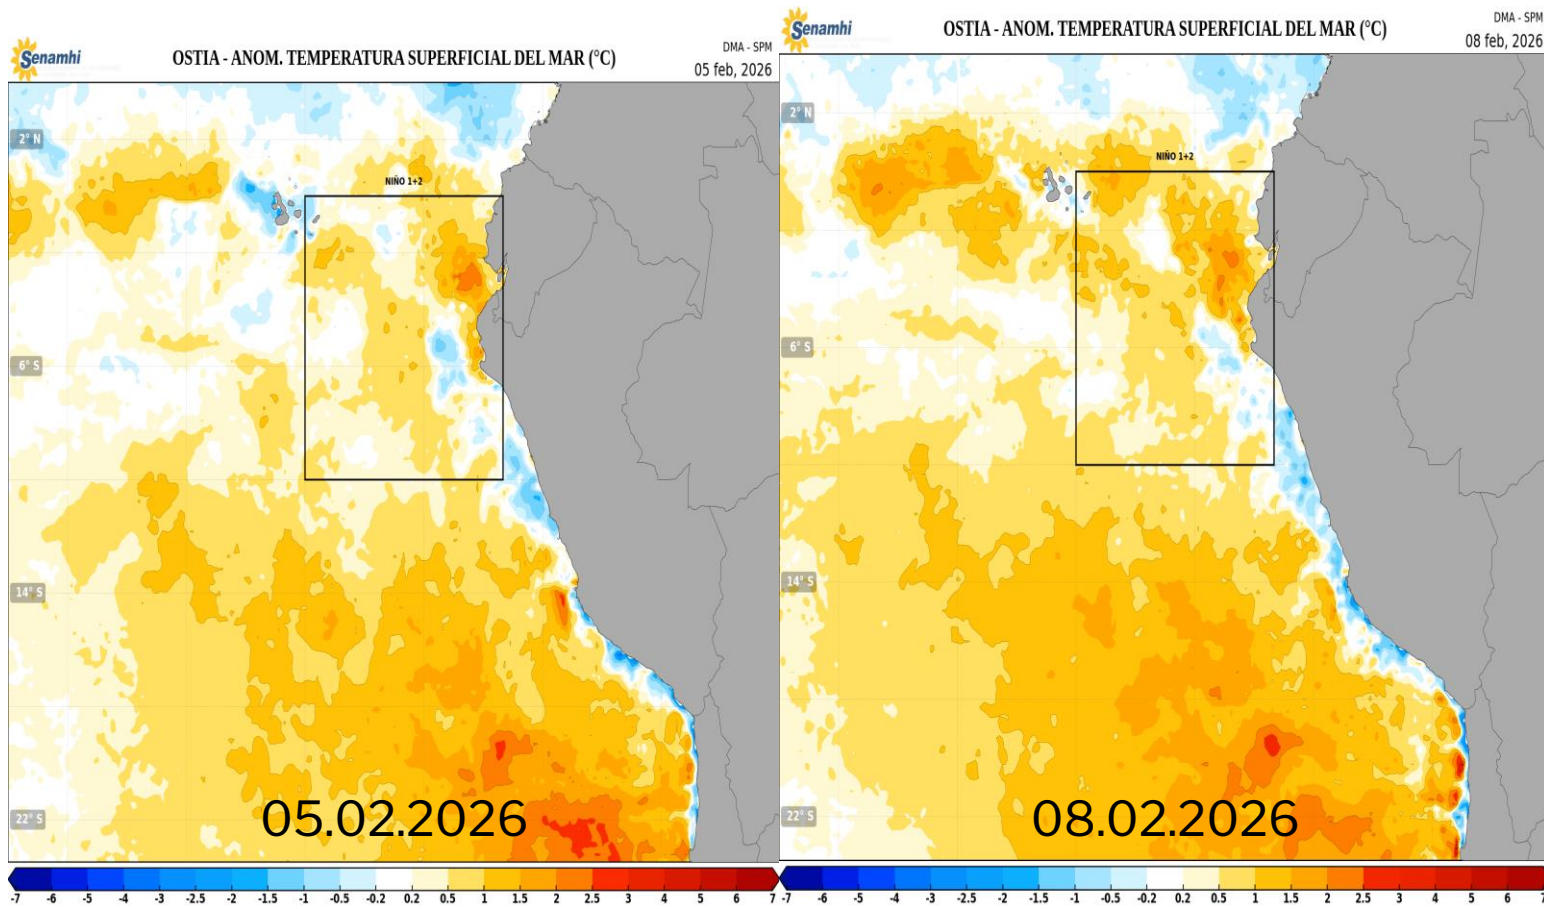 Senamhi
OSTIA - ANOM. TEMPERATURA SUPERFICIAL DEL MAR (°C)
DMA - SPM
05 feb, 2026
2° N
NIÑO 1+2
6° S
14° S
22° S
05.02.2026
-7 -6 -5 -4 -3 -2.5 -2 -1.5 -1 -0.5 -0.2 0.2 0.5 1 1.5 2 2.5 3 4 5 6 7
Senamhi
OSTIA - ANOM. TEMPERATURA SUPERFICIAL DEL MAR (°C)
DMA - SPM
08 feb, 2026
2° N
NIÑO 1+2
6° S
14° S
22° S
08.02.2026
-7 -6 -5 -4 -3 -2.5 -2 -1.5 -1 -0.5 -0.2 0.2 0.5 1 1.5 2 2.5 3 4 5 6 7